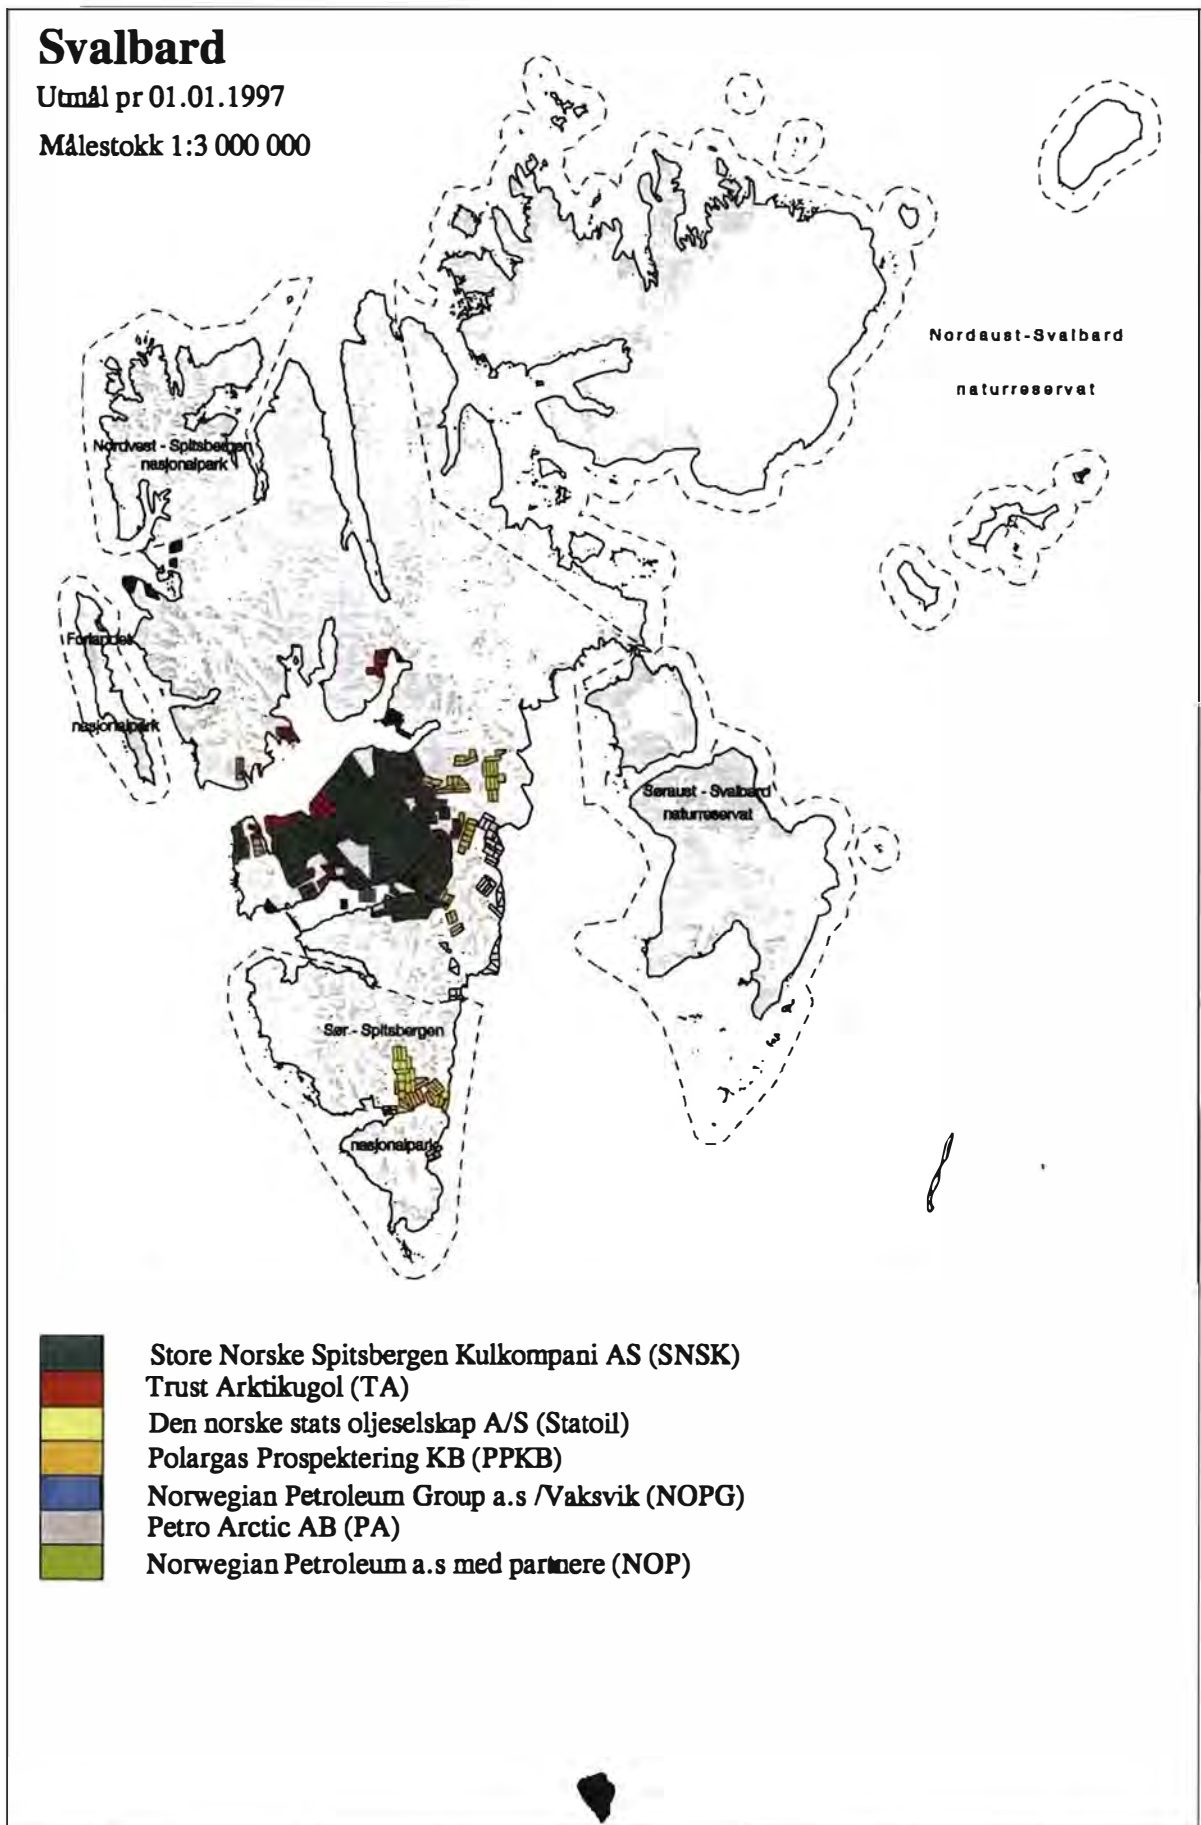 Svalbard
Utmål pr 01.01.1997
Målestokk 1:3 000 000
Nordaust-Svalbard
naturreservat
Nordvest - Spitsbergen
nasjonalpark
Forlandet
nasjonalpark
Søraust - Svalbard
naturreservat
Sør - Spitsbergen
nasjonalpark
Store Norske Spitsbergen Kulkompani AS (SNSK)
Trust Arktikugol (TA)
Den norske stats oljeselskap A/S (Statoil)
Polargas Prospektering KB (PPKB)
Norwegian Petroleum Group a.s /Vaksvik (NOPG)
Petro Arctic AB (PA)
Norwegian Petroleum a.s med partnere (NOP)